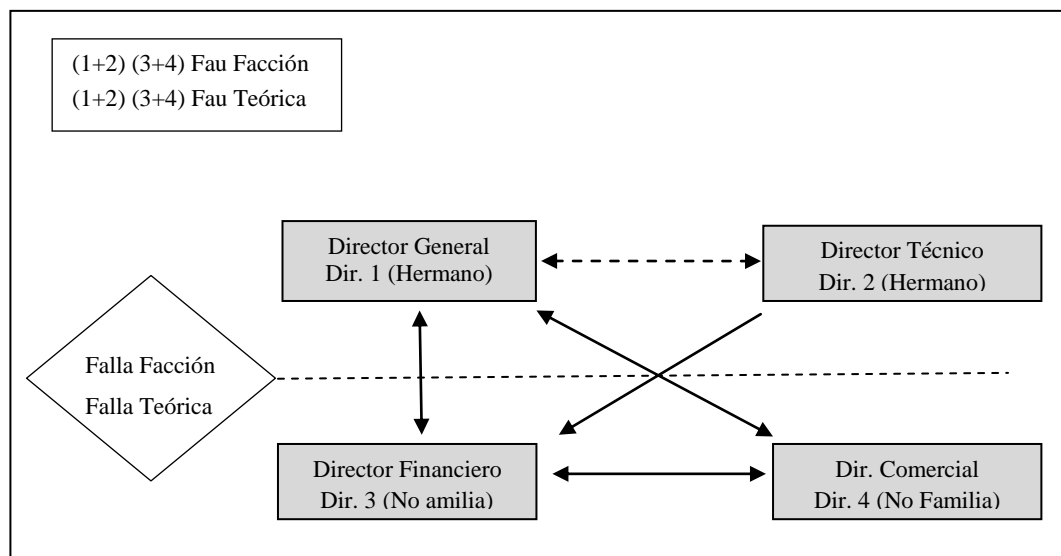 (1+2) (3+4) Fau Facción
(1+2) (3+4) Fau Teórica
Director General
Dir. 1 (Hermano)
Director Técnico
Dir. 2 (Hermano)
Falla Facción
Falla Teórica
Director Financiero
Dir. 3 (No amilia)
Dir. Comercial
Dir. 4 (No Familia)